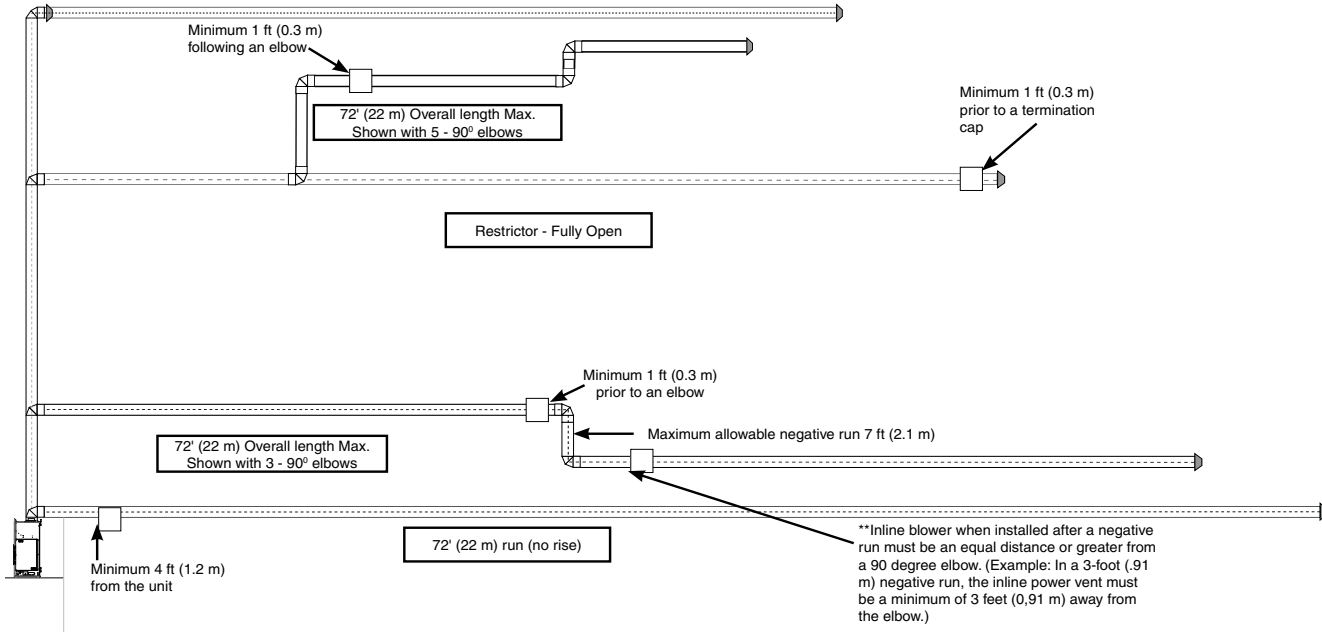 Minimum 1 ft (0.3 m)
following an elbow
72' (22 m) Overall length Max.
Shown with 5 - 90⁰ elbows
Minimum 1 ft (0.3 m)
prior to a termination
cap
Restrictor - Fully Open
Minimum 1 ft (0.3 m)
prior to an elbow
72' (22 m) Overall length Max.
Shown with 3 - 90⁰ elbows
Maximum allowable negative run 7 ft (2.1 m)
72' (22 m) run (no rise)
Minimum 4 ft (1.2 m)
from the unit
**Inline blower when installed after a negative
run must be an equal distance or greater from
a 90 degree elbow. (Example: In a 3-foot (.91
m) negative run, the inline power vent must
be a minimum of 3 feet (0,91 m) away from
the elbow.)